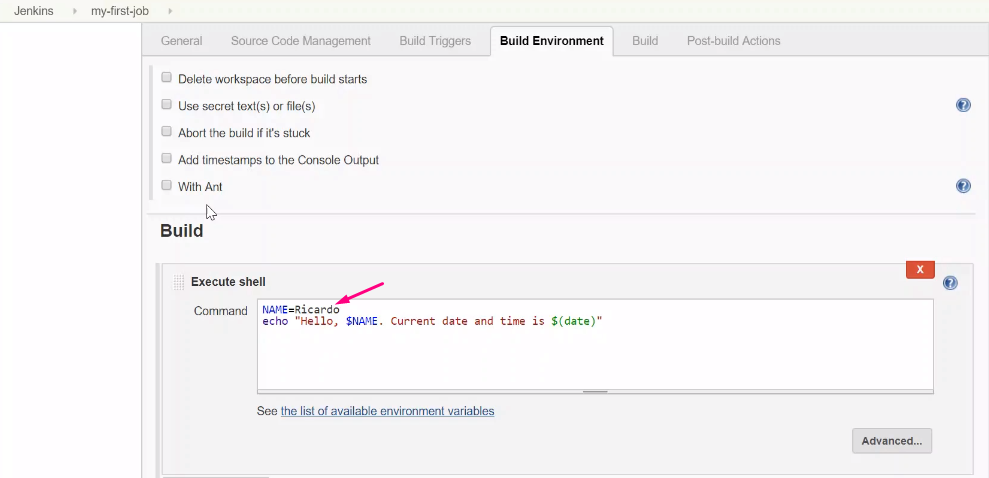 Jenkins my-first-job
General Source Code Management Build Triggers Build Environment Build Post-build Actions
Delete workspace before build starts
Use secret text(s) or file(s)
?
Abort the build if it's stuck
Add timestamps to the Console Output
With Ant
?
Build
X
Execute shell
?
Command
NAME=Ricardo
echo "Hello, $NAME. Current date and time is $(date)"
See the list of available environment variables
Advanced...